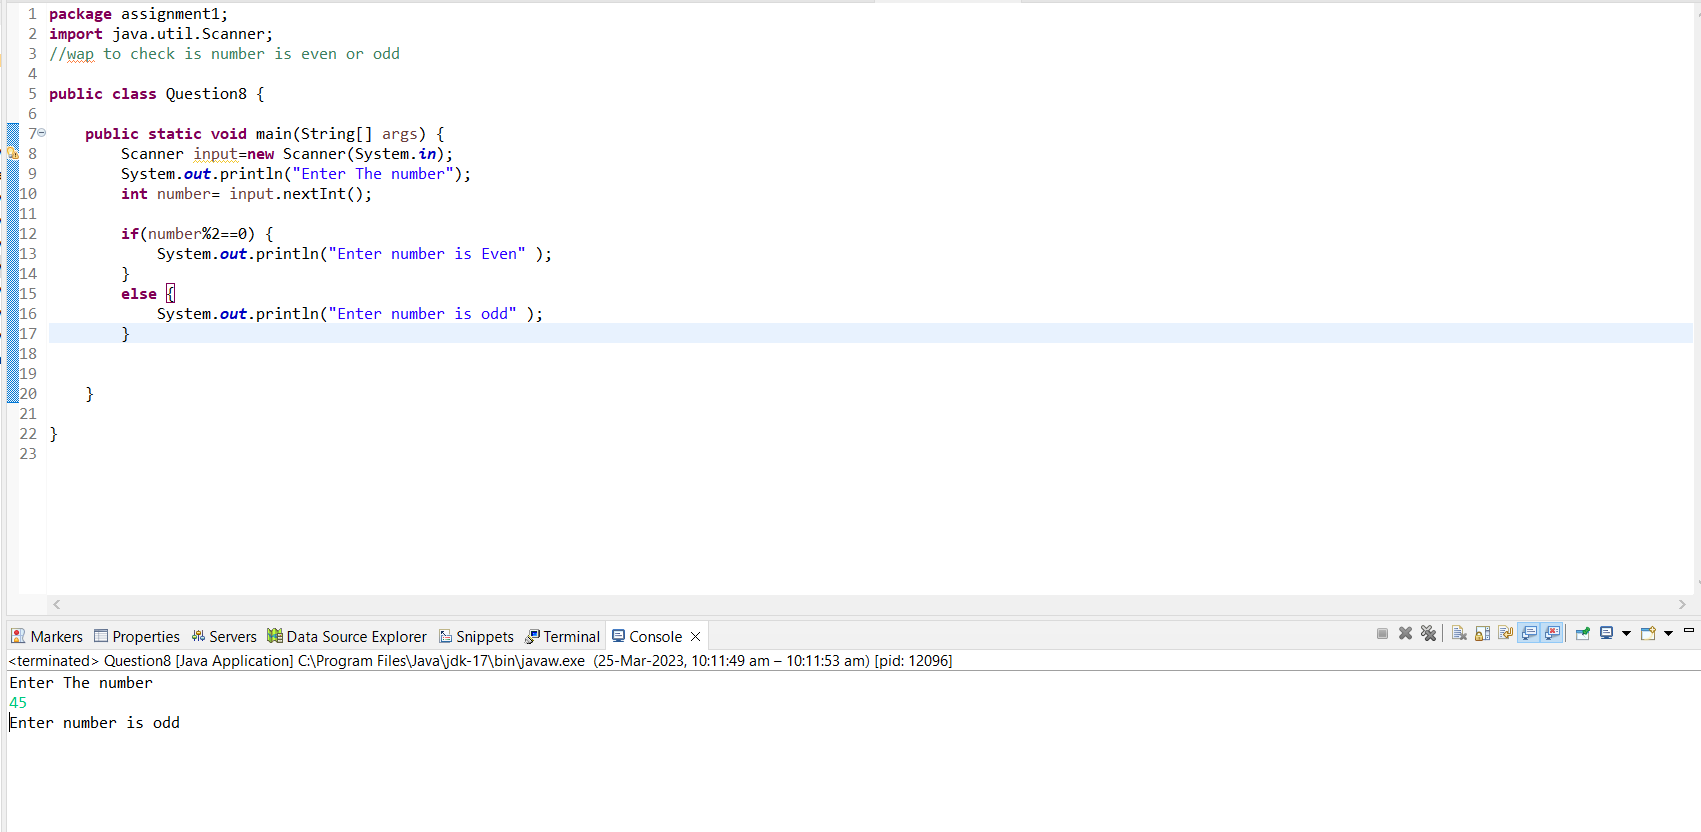 1 package assignment1;
2 import java.util.Scanner;
3 //wap to check is number is even or odd
4
5 public class Question8 {
6
7     public static void main(String[] args) {
8         Scanner input=new Scanner(System.in);
9         System.out.println("Enter The number");
10         int number= input.nextInt();
11
12         if(number%2==0) {
13             System.out.println("Enter number is Even" );
14         }
15         else {
16             System.out.println("Enter number is odd" );
17         }
18
19
20     }
21
22 }
23
Markers Properties Servers Data Source Explorer Snippets Terminal Console
<terminated> Question8 [Java Application] C:\Program Files\Java\jdk-17\bin\javaw.exe (25-Mar-2023, 10:11:49 am – 10:11:53 am) [pid: 12096]
Enter The number
45
Enter number is odd